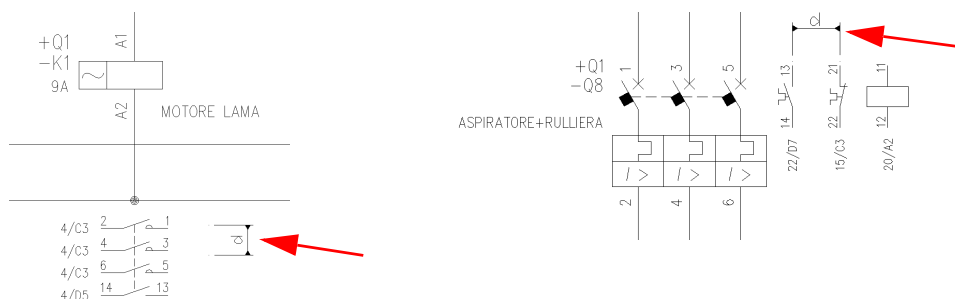 +Q1
-K1
9A
A1
A2
MOTORE LAMA
4/C3 2 1
4/C3 4 3
4/C3 6 5
4/D5 14 13
d
+Q1
-Q8
ASPIRATORE+RULLIERA
1 3 5
I > I > I >
2 4 6
d
13 21 11
14 22 12
22/D7 15/C3 20/A2